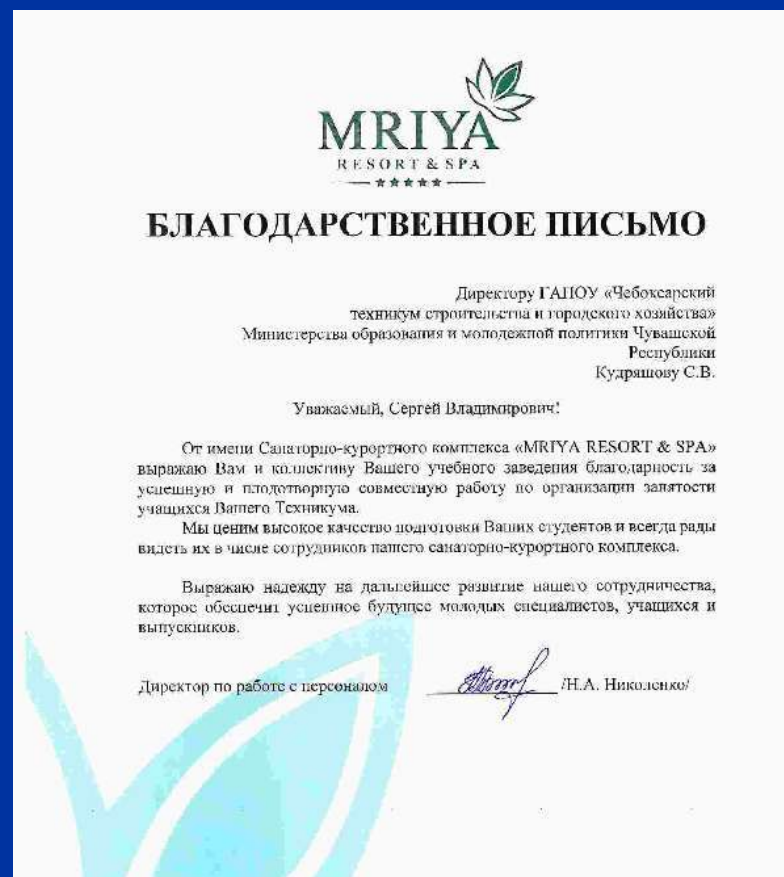 MRIYA
RESORT & SPA
БЛАГОДАРСТВЕННОЕ ПИСЬМО
Директору ГАПОУ «Чебоксарский
техникум строительства и городского хозяйства»
Министерства образования и молодежной политики Чувашской
Республики
Кудряшову С.В.
Уважаемый, Сергей Владимирович!
От имени Санаторно-курортного комплекса «MRIYA RESORT & SPA»
выражаю Вам и коллективу Вашего учебного заведения благодарность за
успешную и плодотворную совместную работу по организации занятости
учащихся Вашего Техникума.
Мы ценим высокое качество подготовки Ваших студентов и всегда рады
видеть их в числе сотрудников нашего санаторно-курортного комплекса.
Выражаю надежду на дальнейшее развитие нашего сотрудничества,
которое обеспечит успешное будущее молодых специалистов, учащихся и
выпускников.
Директор по работе с персоналом /Н.А. Николенко/